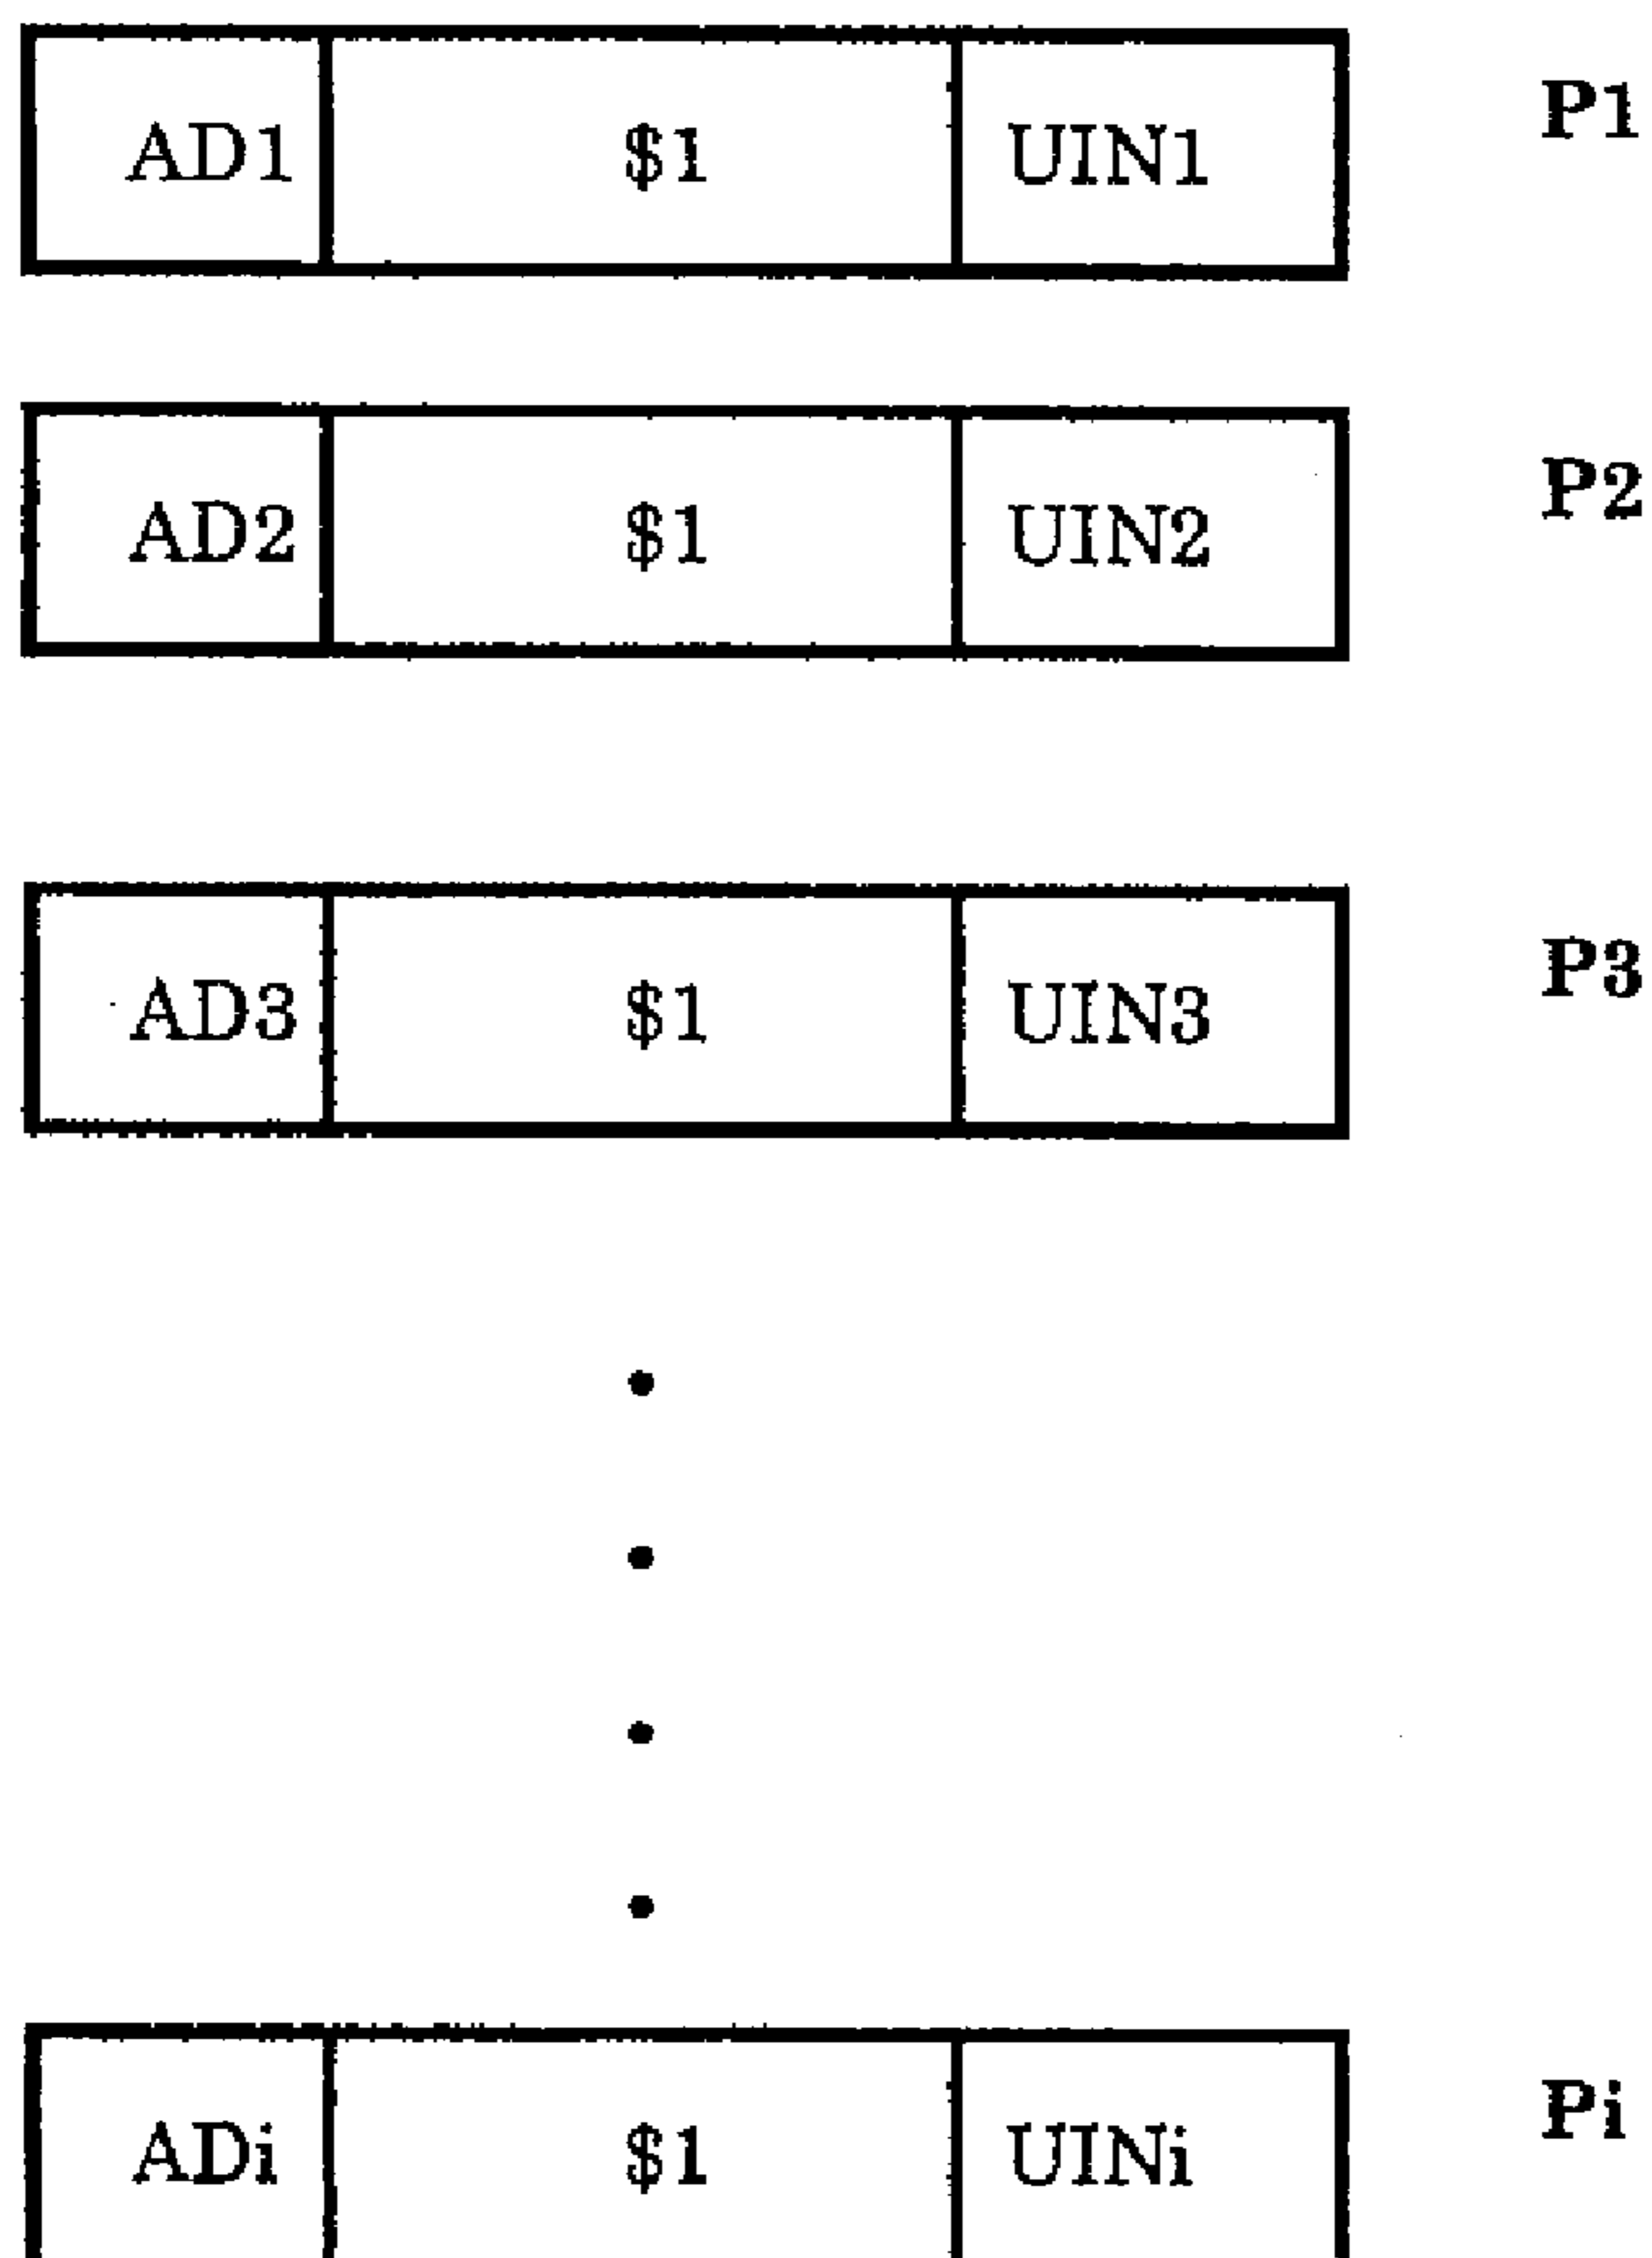 AD1 $1 UIN1 P1
AD2 $1 UIN2 P2
AD3 $1 UIN3 P3
ADi $1 UINi Pi